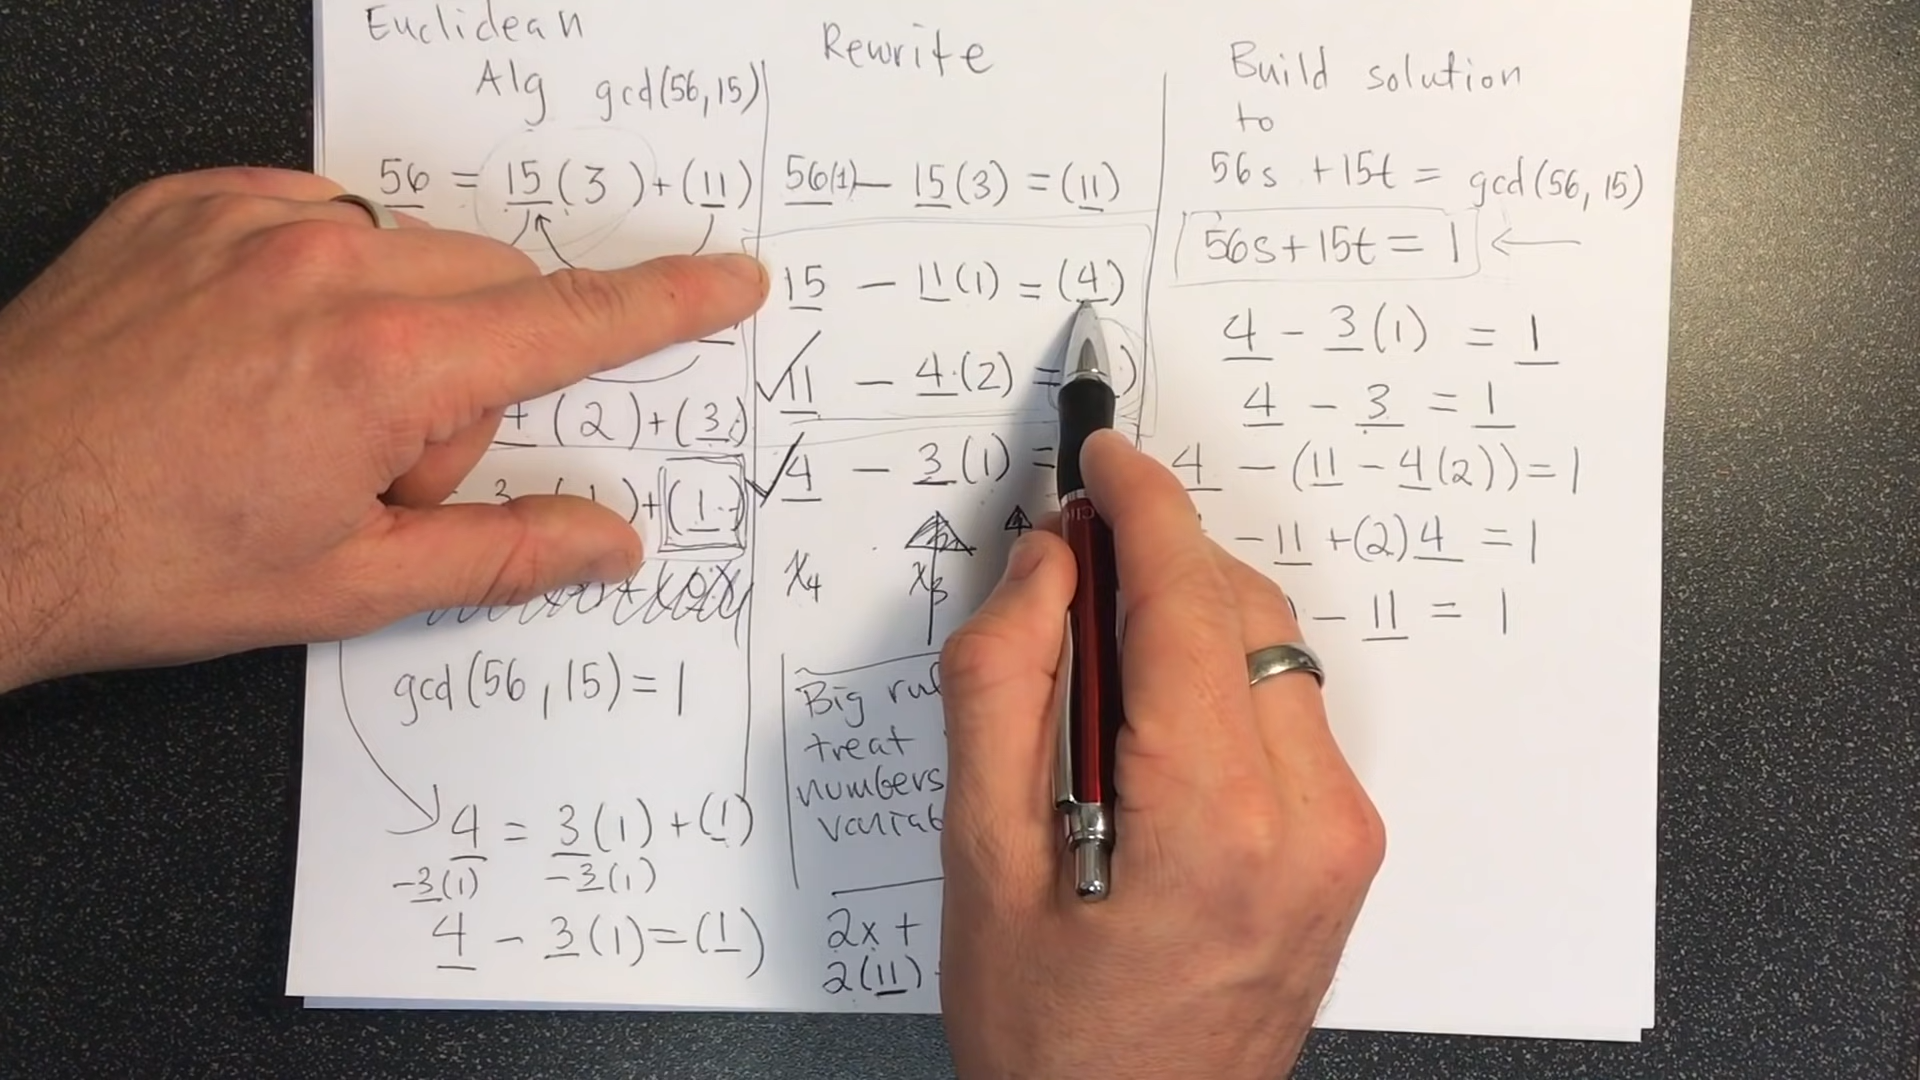 Euclidean
Alg gcd(56,15)
56 = 15(3)+(11)
(2)+(3)
+(1)
gcd(56,15)=1
4 = 3(1)+(1)
-3(1) -3(1)
4 - 3(1)=(1)
Rewrite
56(1) - 15(3) = (11)
15 - 11(1) = (4)
11 - 4(2) =
4 - 3(1) =
x4 x3
Big
treat
numbers
2x +
2(11)
Build solution
to
56s + 15t = gcd(56, 15)
56s + 15t = 1
4 - 3(1) = 1
4 - 3 = 1
4 - (11 - 4(2)) = 1
- 11 + (2)4 = 1
- 11 = 1